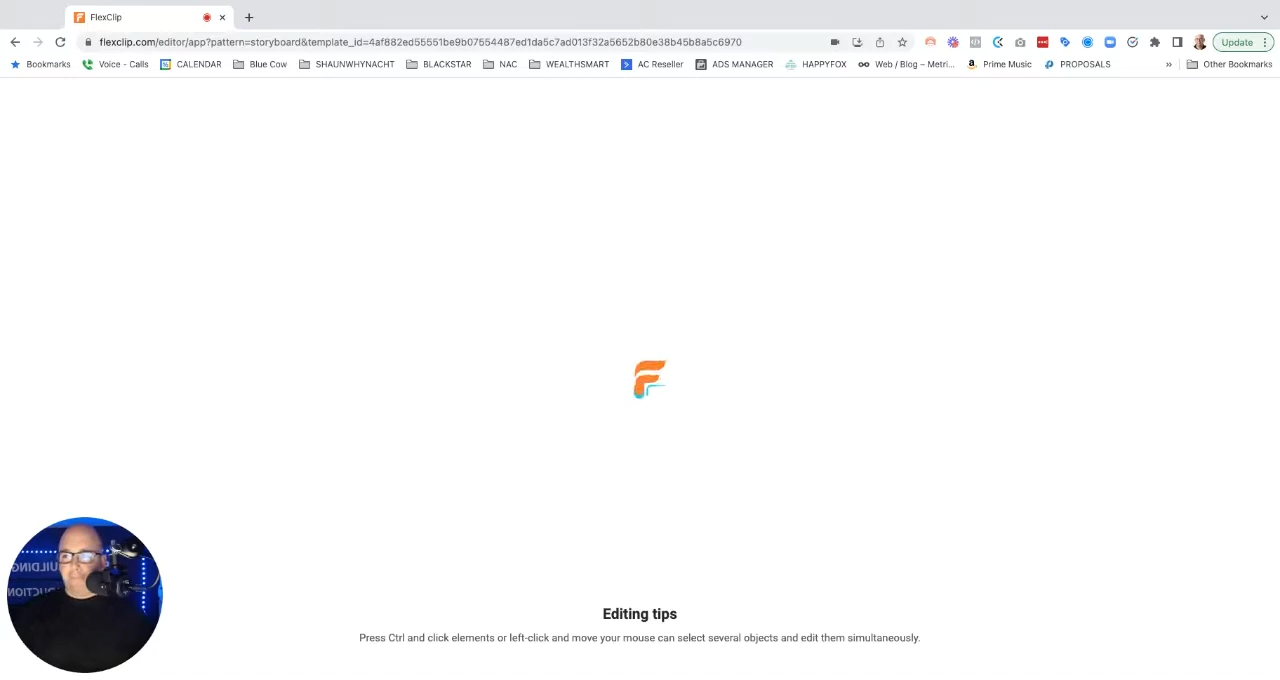 FlexClip
flexclip.com/editor/app?pattern=storyboard&template_id=4af882ed55551be9b07554487ed1da5c7ad013f32a5652b80e38b45b8a5c6970
Update
Bookmarks Voice - Calls CALENDAR Blue Cow SHAUNWHYNACHT BLACKSTAR NAC WEALTHSMART AC Reseller ADS MANAGER HAPPYFOX Web / Blog – Metri... Prime Music PROPOSALS » Other Bookmarks
Editing tips
Press Ctrl and click elements or left-click and move your mouse can select several objects and edit them simultaneously.